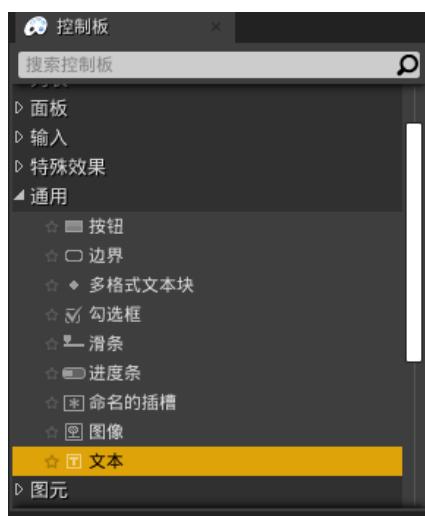 控制板
搜索控制板
面板
输入
特殊效果
通用
按钮
边界
多格式文本块
勾选框
滑条
进度条
命名的插槽
图像
文本
图元